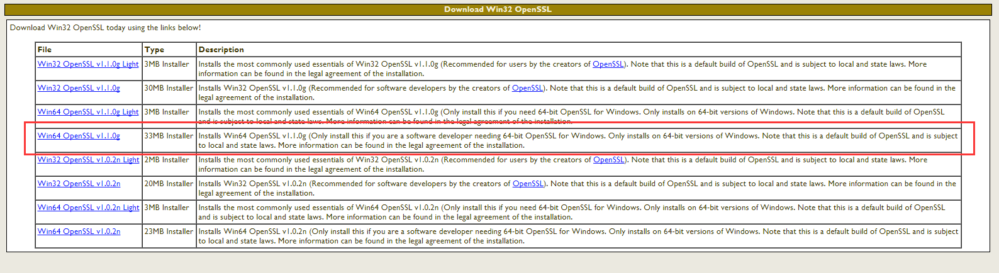 Download Win32 OpenSSL
Download Win32 OpenSSL today using the links below!
File Type Description
Win32 OpenSSL v1.1.0g Light 3MB Installer Installs the most commonly used essentials of Win32 OpenSSL v1.1.0g (Recommended for users by the creators of OpenSSL). Note that this is a default build of OpenSSL and is subject to local and state laws. More
information can be found in the legal agreement of the installation.
Win32 OpenSSL v1.1.0g 30MB Installer Installs Win32 OpenSSL v1.1.0g (Recommended for software developers by the creators of OpenSSL). Note that this is a default build of OpenSSL and is subject to local and state laws. More information can be found in the
legal agreement of the installation.
Win64 OpenSSL v1.1.0g Light 3MB Installer Installs the most commonly used essentials of Win64 OpenSSL v1.1.0g (Only install this if you need 64-bit OpenSSL for Windows. Only installs on 64-bit versions of Windows. Note that this is a default build of OpenSSL
and is subject to local and state laws. More information can be found in the legal agreement of the installation.
Win64 OpenSSL v1.1.0g 33MB Installer Installs Win64 OpenSSL v1.1.0g (Only install this if you are a software developer needing 64-bit OpenSSL for Windows. Only installs on 64-bit versions of Windows. Note that this is a default build of OpenSSL and is subject
to local and state laws. More information can be found in the legal agreement of the installation.
Win32 OpenSSL v1.0.2n Light 2MB Installer Installs the most commonly used essentials of Win32 OpenSSL v1.0.2n (Recommended for users by the creators of OpenSSL). Note that this is a default build of OpenSSL and is subject to local and state laws. More
information can be found in the legal agreement of the installation.
Win32 OpenSSL v1.0.2n 20MB Installer Installs Win32 OpenSSL v1.0.2n (Recommended for software developers by the creators of OpenSSL). Note that this is a default build of OpenSSL and is subject to local and state laws. More information can be found in the
legal agreement of the installation.
Win64 OpenSSL v1.0.2n Light 3MB Installer Installs the most commonly used essentials of Win64 OpenSSL v1.0.2n (Only install this if you need 64-bit OpenSSL for Windows. Only installs on 64-bit versions of Windows. Note that this is a default build of OpenSSL
and is subject to local and state laws. More information can be found in the legal agreement of the installation.
Win64 OpenSSL v1.0.2n 23MB Installer Installs Win64 OpenSSL v1.0.2n (Only install this if you are a software developer needing 64-bit OpenSSL for Windows. Only installs on 64-bit versions of Windows. Note that this is a default build of OpenSSL and is subject
to local and state laws. More information can be found in the legal agreement of the installation.